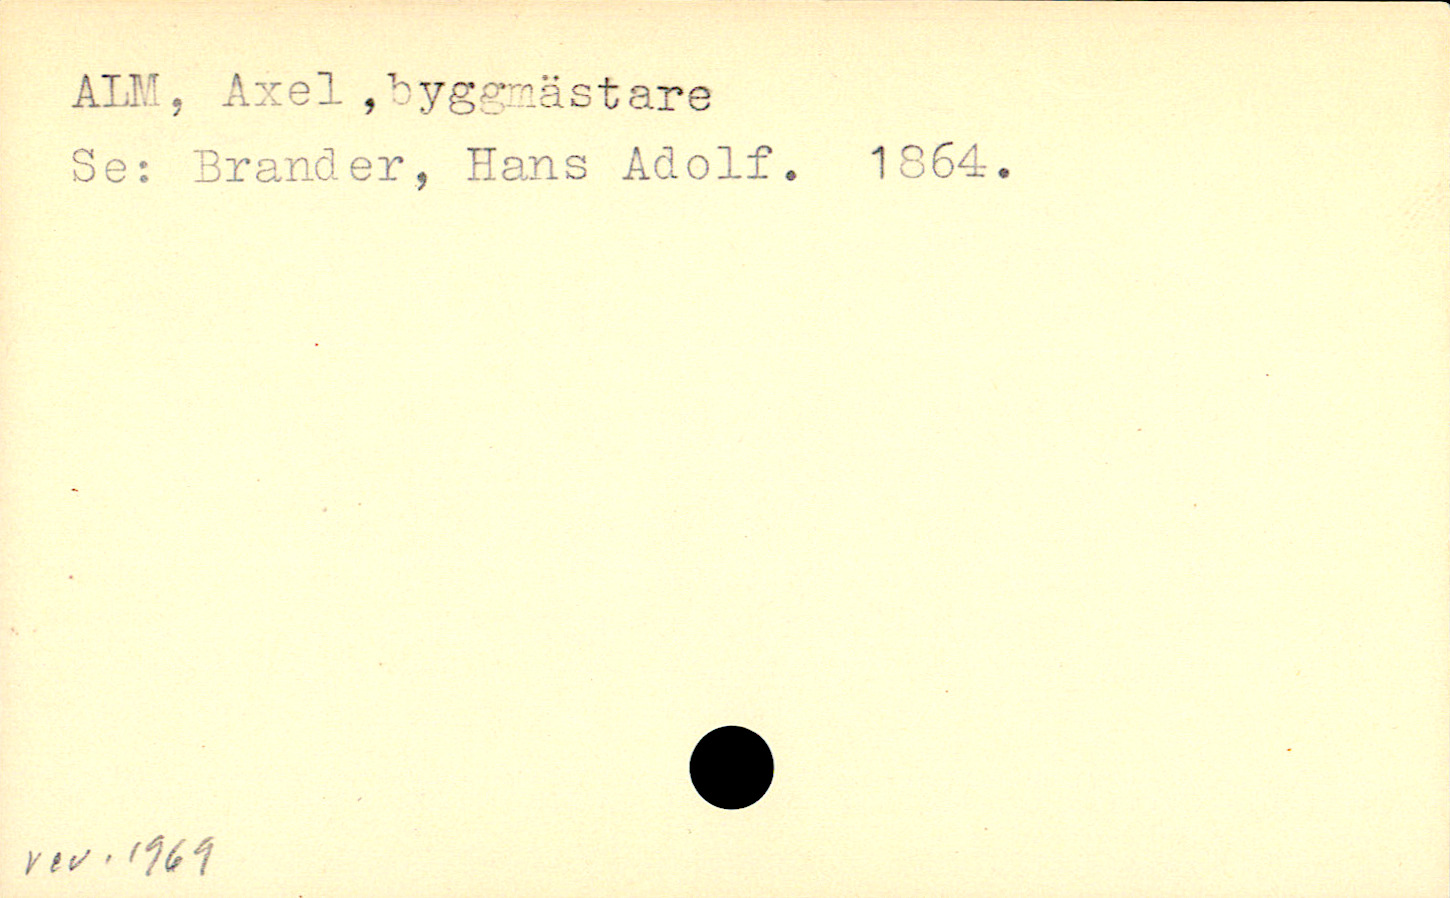 ALM, Axel ,byggmästare
Se: Brander, Hans Adolf. 1864.
rev. 1969